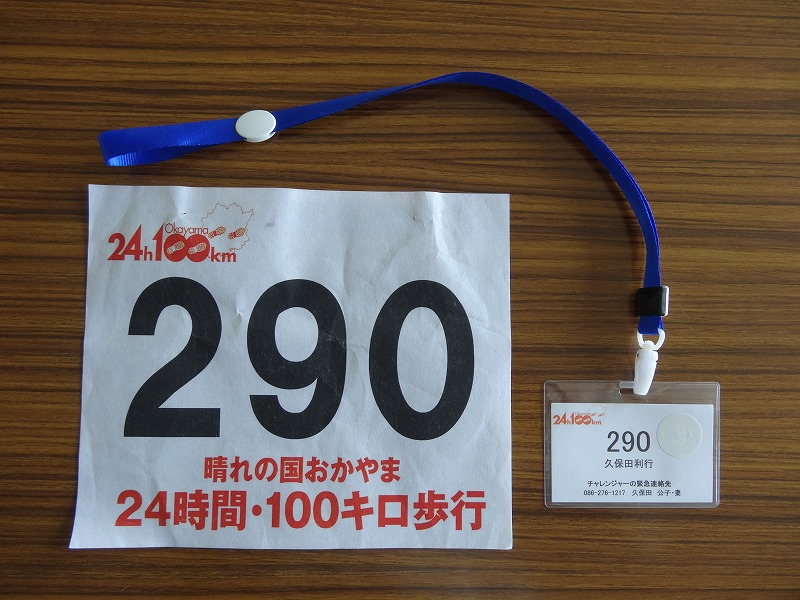 Okayama
24h100km
290
晴れの国おかやま
24時間・100キロ歩行
Okayama
24h100km
290
久保田利行
チャレンジャーの緊急連絡先
086-276-1217 久保田 公子・妻